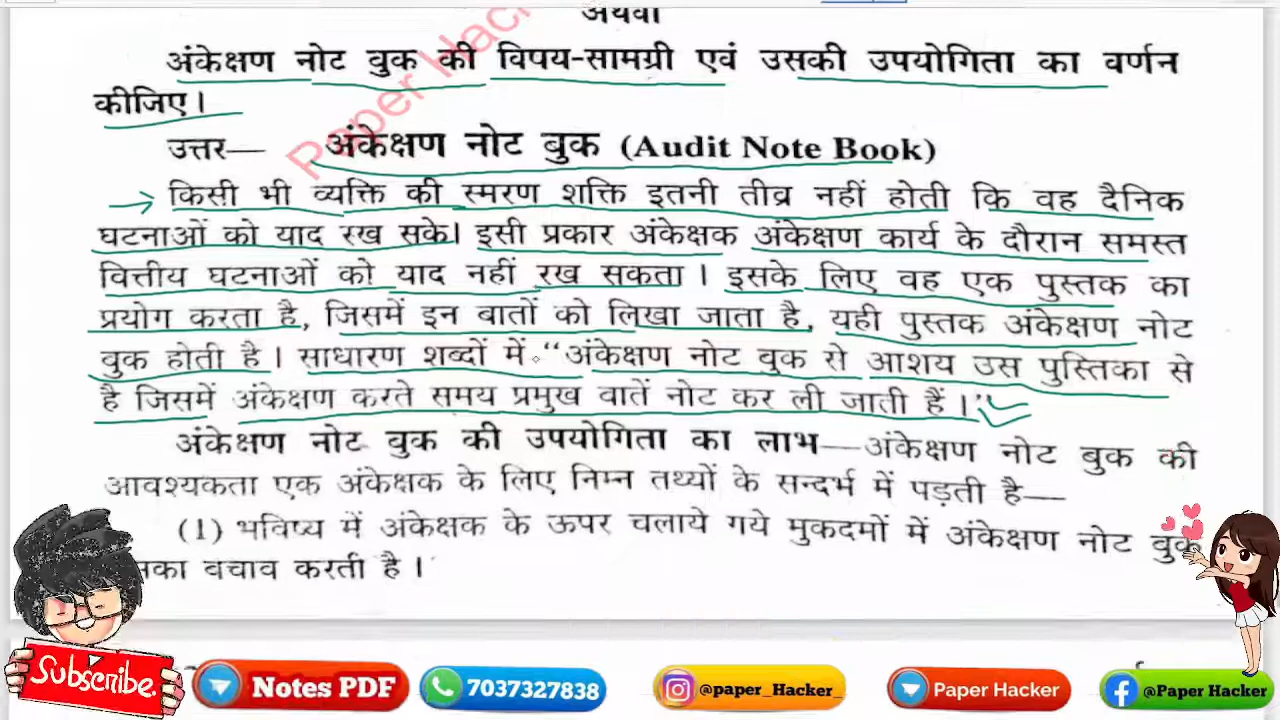 अथवा
अंकेक्षण नोट बुक की विषय-सामग्री एवं उसकी उपयोगिता का वर्णन
कीजिए।
उत्तर— अंकेक्षण नोट बुक (Audit Note Book)
किसी भी व्यक्ति की स्मरण शक्ति इतनी तीव्र नहीं होती कि वह दैनिक
घटनाओं को याद रख सके। इसी प्रकार अंकेक्षक अंकेक्षण कार्य के दौरान समस्त
वित्तीय घटनाओं को याद नहीं रख सकता। इसके लिए वह एक पुस्तक का
प्रयोग करता है, जिसमें इन बातों को लिखा जाता है, यही पुस्तक अंकेक्षण नोट
बुक होती है। साधारण शब्दों में "अंकेक्षण नोट बुक से आशय उस पुस्तिका से
है जिसमें अंकेक्षण करते समय प्रमुख बातें नोट कर ली जाती हैं।"
अंकेक्षण नोट बुक की उपयोगिता का लाभ—अंकेक्षण नोट बुक की
आवश्यकता एक अंकेक्षक के लिए निम्न तथ्यों के सन्दर्भ में पड़ती है—
(1) भविष्य में अंकेक्षक के ऊपर चलाये गये मुकदमों में अंकेक्षण नोट बुक
बचाव करती है।
Subscribe.
Notes PDF
7037327838
@paper_Hacker_
Paper Hacker
@Paper Hacker